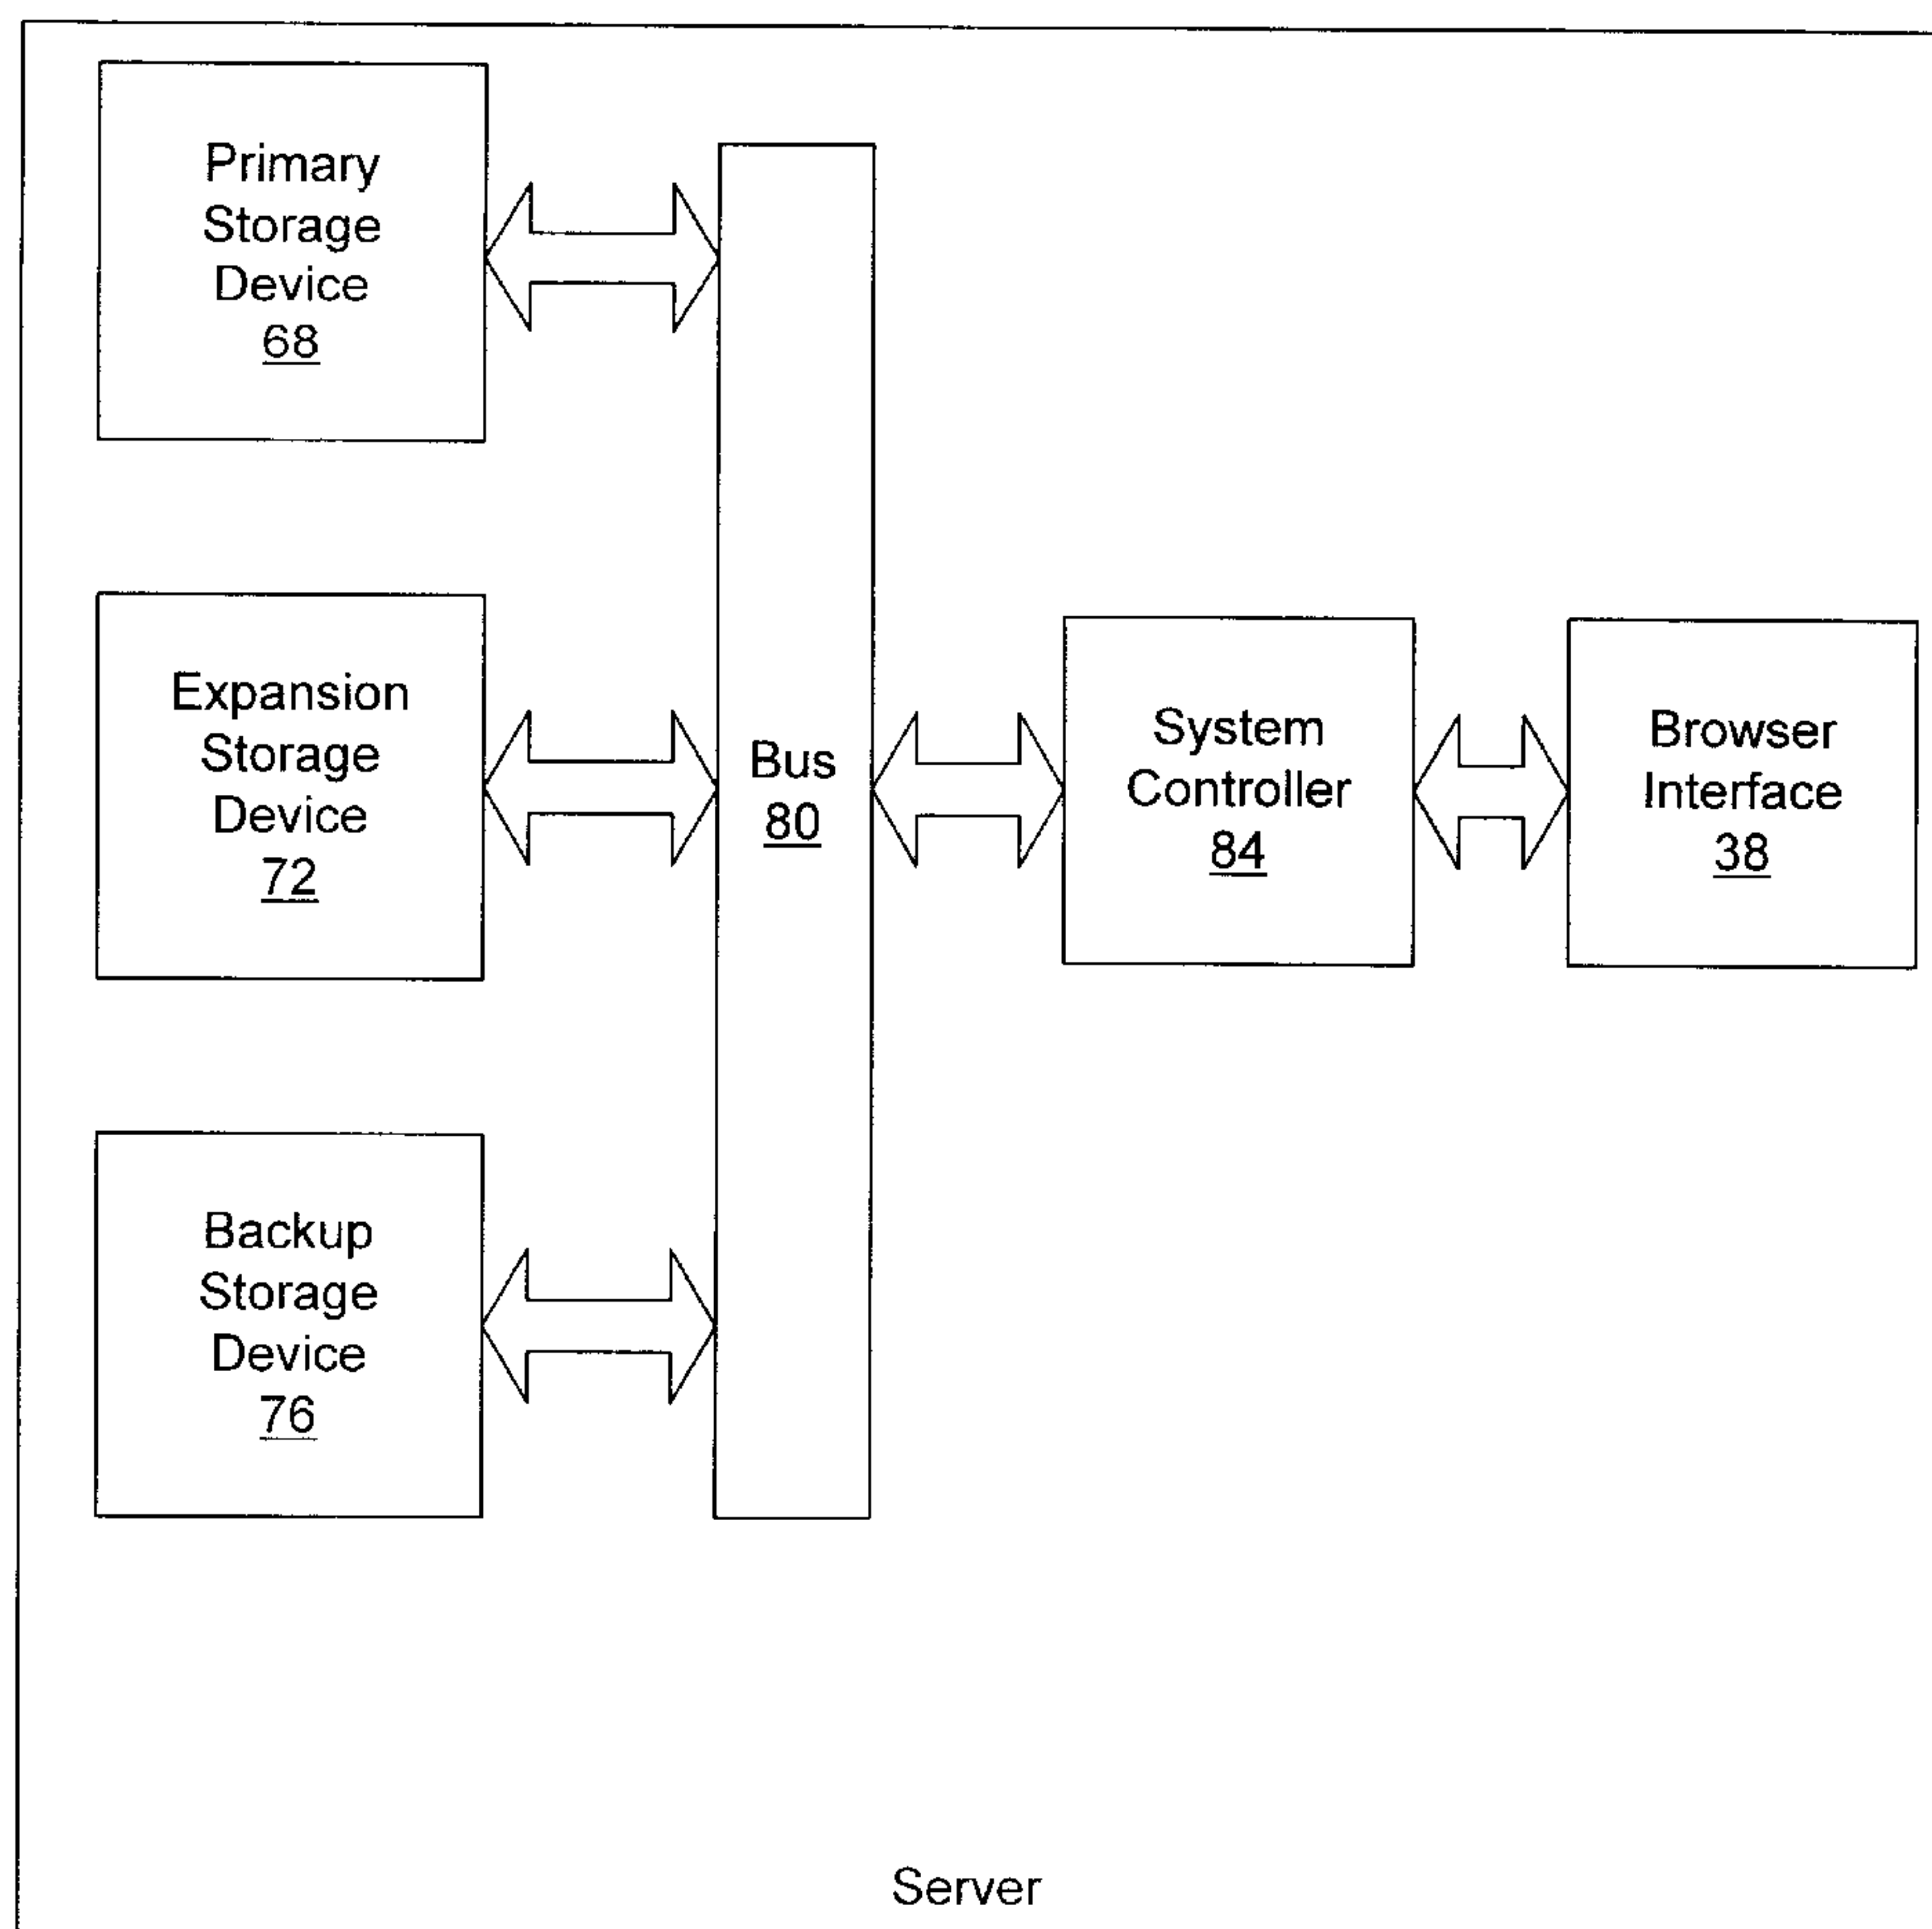 Primary
Storage
Device
68
Expansion
Storage
Device
72
Backup
Storage
Device
76
Bus
80
System
Controller
84
Browser
Interface
38
Server